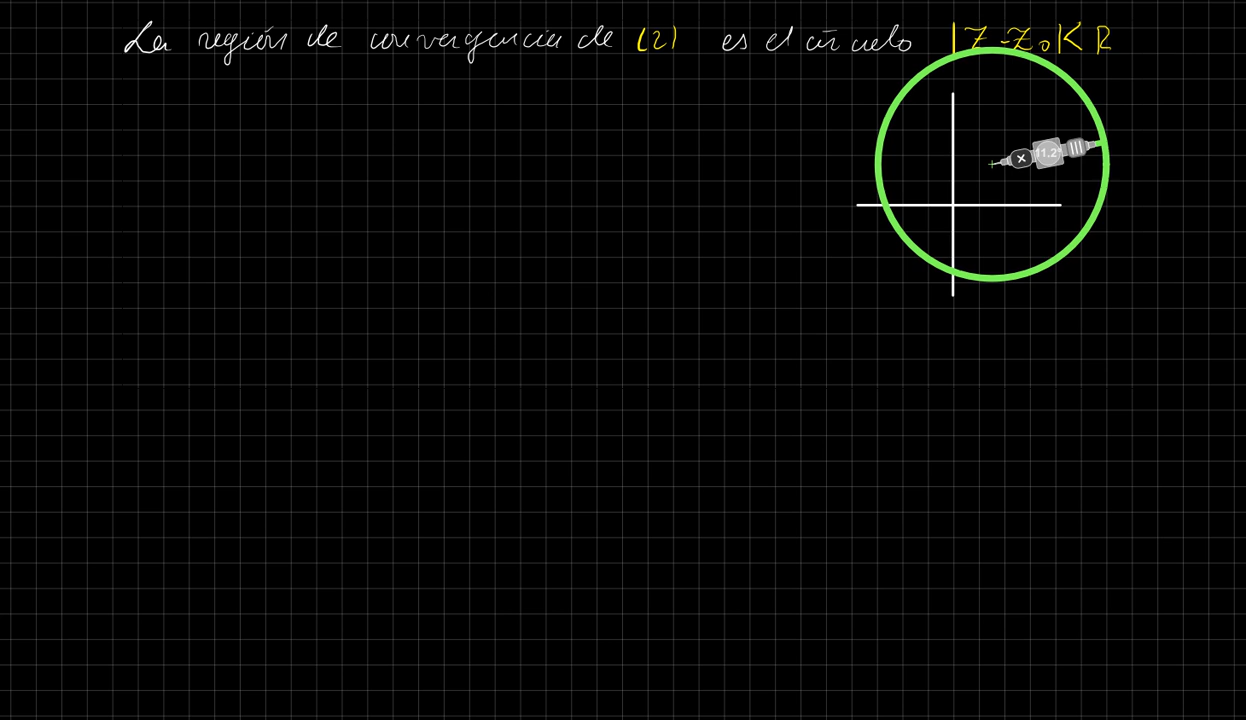 La región de convergencia de (2) es el círculo |Z-Z₀|<R
11.2°